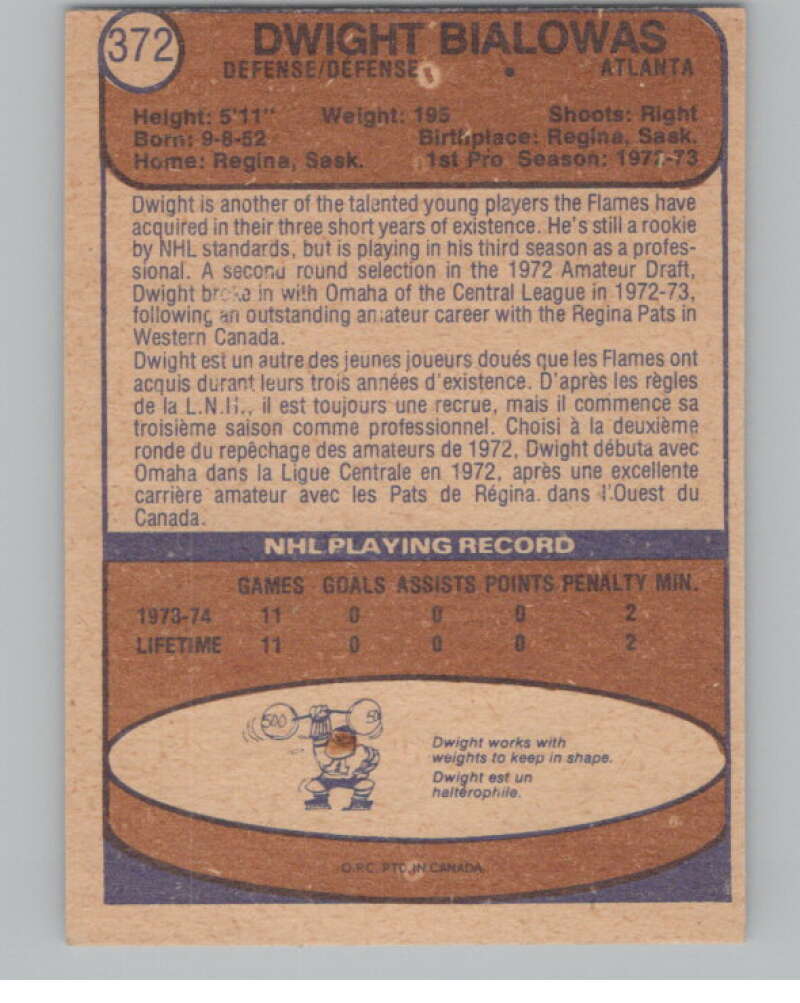 372
DWIGHT BIALOWAS
DEFENSE/DÉFENSE • ATLANTA
Height: 5'11" Weight: 195 Shoots: Right
Born: 9-8-52 Birthplace: Regina, Sask.
Home: Regina, Sask. 1st Pro Season: 1972-73
Dwight is another of the talented young players the Flames have
acquired in their three short years of existence. He's still a rookie
by NHL standards, but is playing in his third season as a profes-
sional. A second round selection in the 1972 Amateur Draft,
Dwight broke in with Omaha of the Central League in 1972-73,
following an outstanding amateur career with the Regina Pats in
Western Canada.
Dwight est un autre des jeunes joueurs doués que les Flames ont
acquis durant leurs trois années d'existence. D'après les règles
de la L.N.H., il est toujours une recrue, mais il commence sa
troisième saison comme professionnel. Choisi à la deuxième
ronde du repêchage des amateurs de 1972, Dwight débuta avec
Omaha dans la Ligue Centrale en 1972, après une excellente
carrière amateur avec les Pats de Régina. dans l'Ouest du
Canada.
NHL PLAYING RECORD
GAMES GOALS ASSISTS POINTS PENALTY MIN.
1973-74 11 0 0 0 2
LIFETIME 11 0 0 0 2
500 50
Dwight works with
weights to keep in shape.
Dwight est un
haltérophile.
O.P.C. PTD. IN CANADA